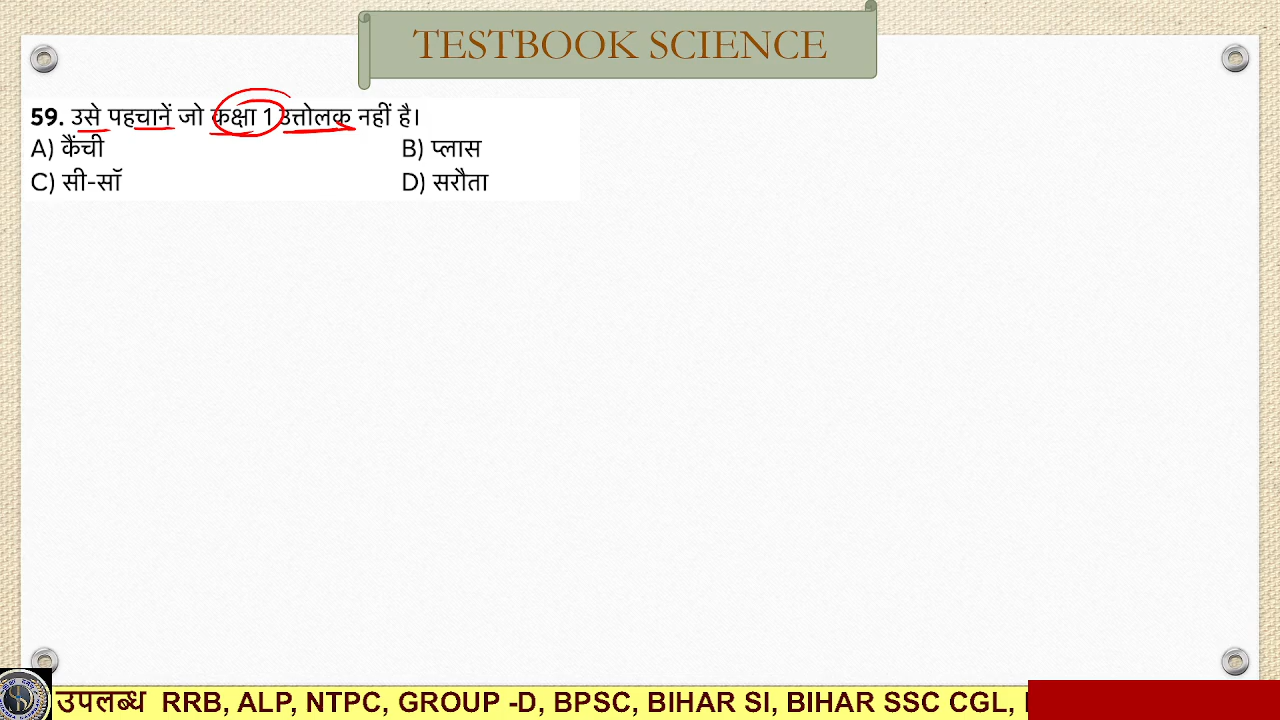 TESTBOOK SCIENCE
59. उसे पहचानें जो कक्षा 1 उत्तोलक नहीं है।
A) कैंची B) प्लास
C) सी-सॉ D) सरौता
उपलब्ध RRB, ALP, NTPC, GROUP -D, BPSC, BIHAR SI, BIHAR SSC CGL,